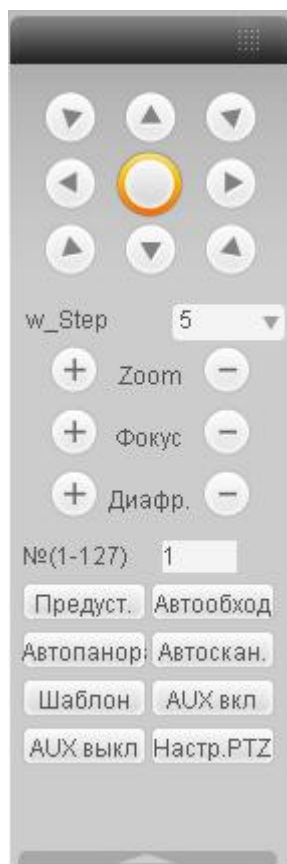 w_Step 5
Zoom
Фокус
Диафр.
№(1-127) 1
Предуст. Автообход
Автопанор Автоскан.
Шаблон AUX вкл
AUX выкл Настр.PTZ